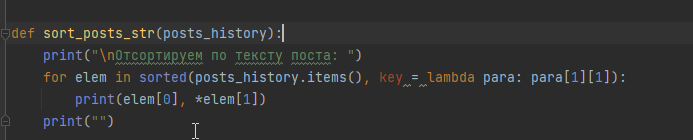 def sort_posts_str(posts_history):
print("\nОтсортируем по тексту поста: ")
for elem in sorted(posts_history.items(), key = lambda para: para[1][1]):
print(elem[0], *elem[1])
print("")